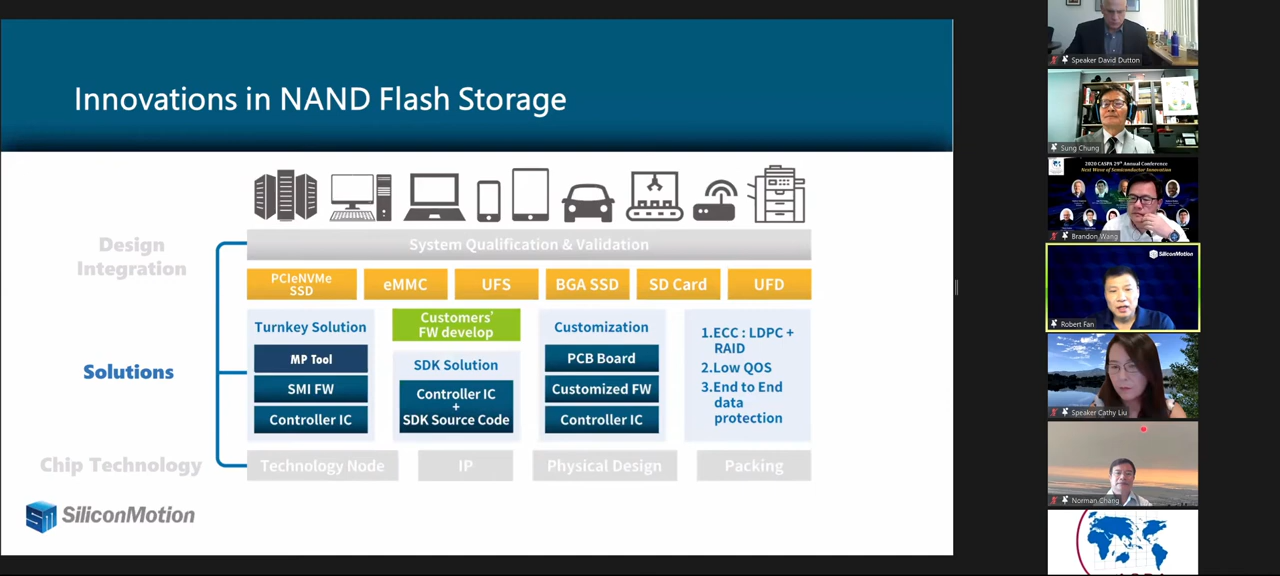 Innovations in NAND Flash Storage
Design
Integration
System Qualification & Validation
PCIeNVMe
SSD
eMMC
UFS
BGA SSD
SD Card
UFD
Solutions
Turnkey Solution
MP Tool
SMI FW
Controller IC
Customers'
FW develop
SDK Solution
Controller IC
+
SDK Source Code
Customization
PCB Board
Customized FW
Controller IC
1.ECC : LDPC +
RAID
2.Low QOS
3.End to End
data
protection
Chip Technology
Technology Node
IP
Physical Design
Packing
SiliconMotion
Speaker David Dutton
Sung Chung
2020 CASPA 29th Annual Conference
Next Wave of Semiconductor Innovation
Brandon Wang
SiliconMotion
Robert Fan
Speaker Cathy Liu
Norman Chang